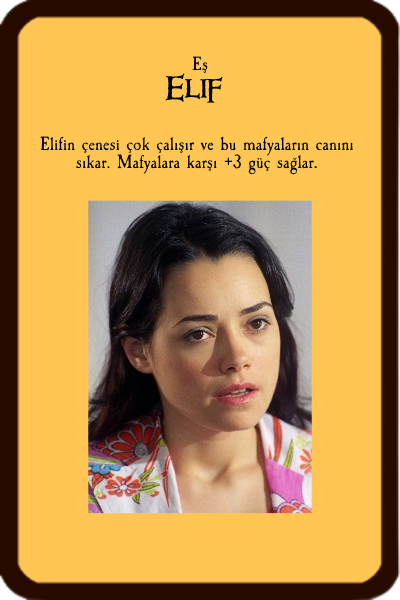 Eş
ELIF
Elifin çenesi çok çalışır ve bu mafyaların canını
sıkar. Mafyalara karşı +3 güç sağlar.